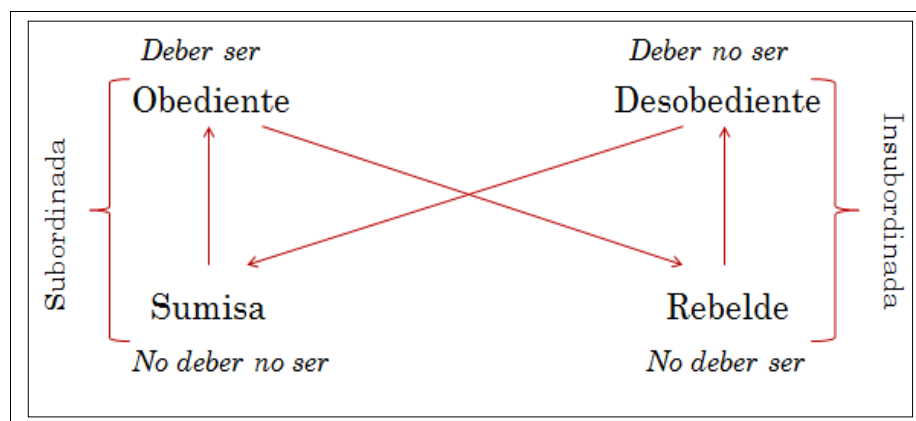 Deber ser
Deber no ser
Obediente
Desobediente
Subordinada
Insubordinada
Sumisa
Rebelde
No deber no ser
No deber ser